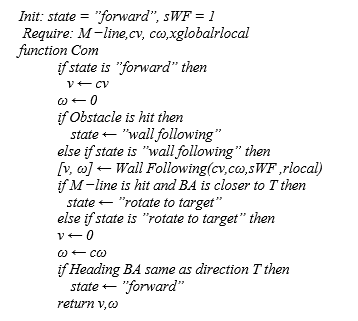 Init: state = ”forward”, sWF = 1
Require: M −line,cv, cω,xglobalrlocal
function Com
if state is ”forward” then
v ← cv
ω ← 0
if Obstacle is hit then
state ← ”wall following”
else if state is ”wall following” then
[v, ω] ← Wall Following(cv,cω,sWF ,rlocal)
if M −line is hit and BA is closer to T then
state ← ”rotate to target”
else if state is ”rotate to target” then
v ← 0
ω ← cω
if Heading BA same as direction T then
state ← ”forward”
return v,ω